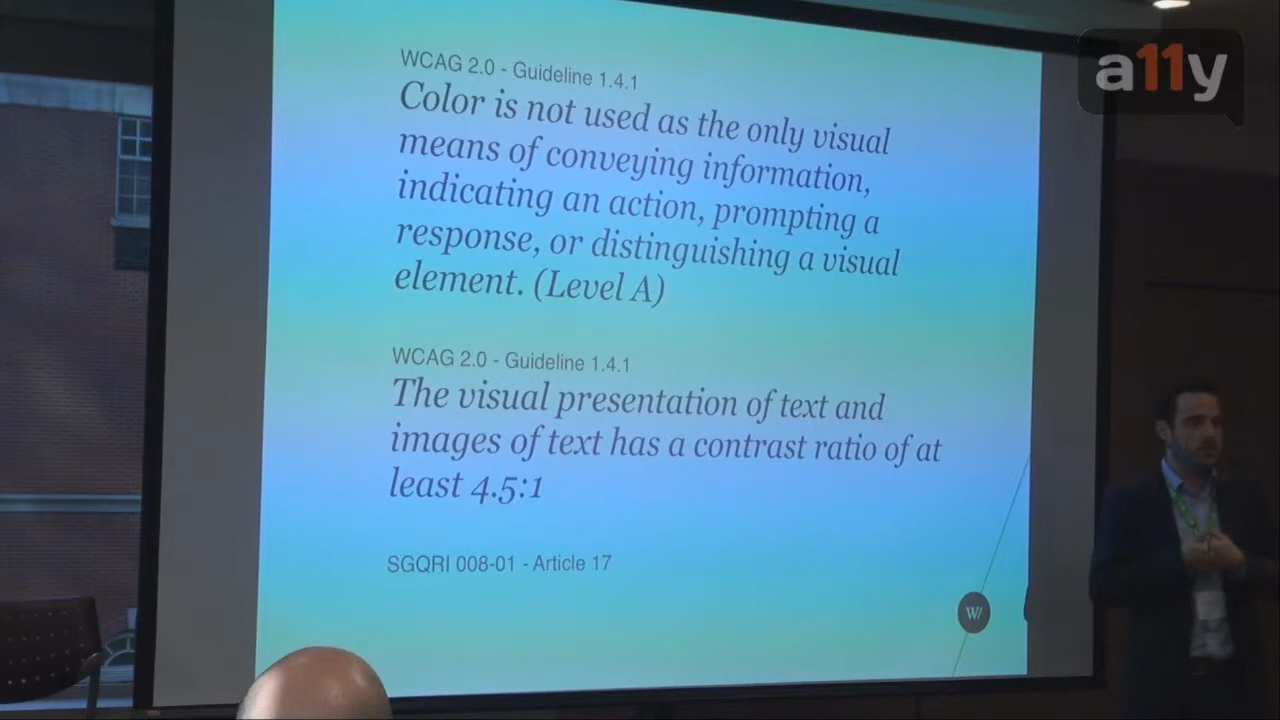 a11y
WCAG 2.0 - Guideline 1.4.1
Color is not used as the only visual
means of conveying information,
indicating an action, prompting a
response, or distinguishing a visual
element. (Level A)
WCAG 2.0 - Guideline 1.4.1
The visual presentation of text and
images of text has a contrast ratio of at
least 4.5:1
SGQRI 008-01 - Article 17
W/